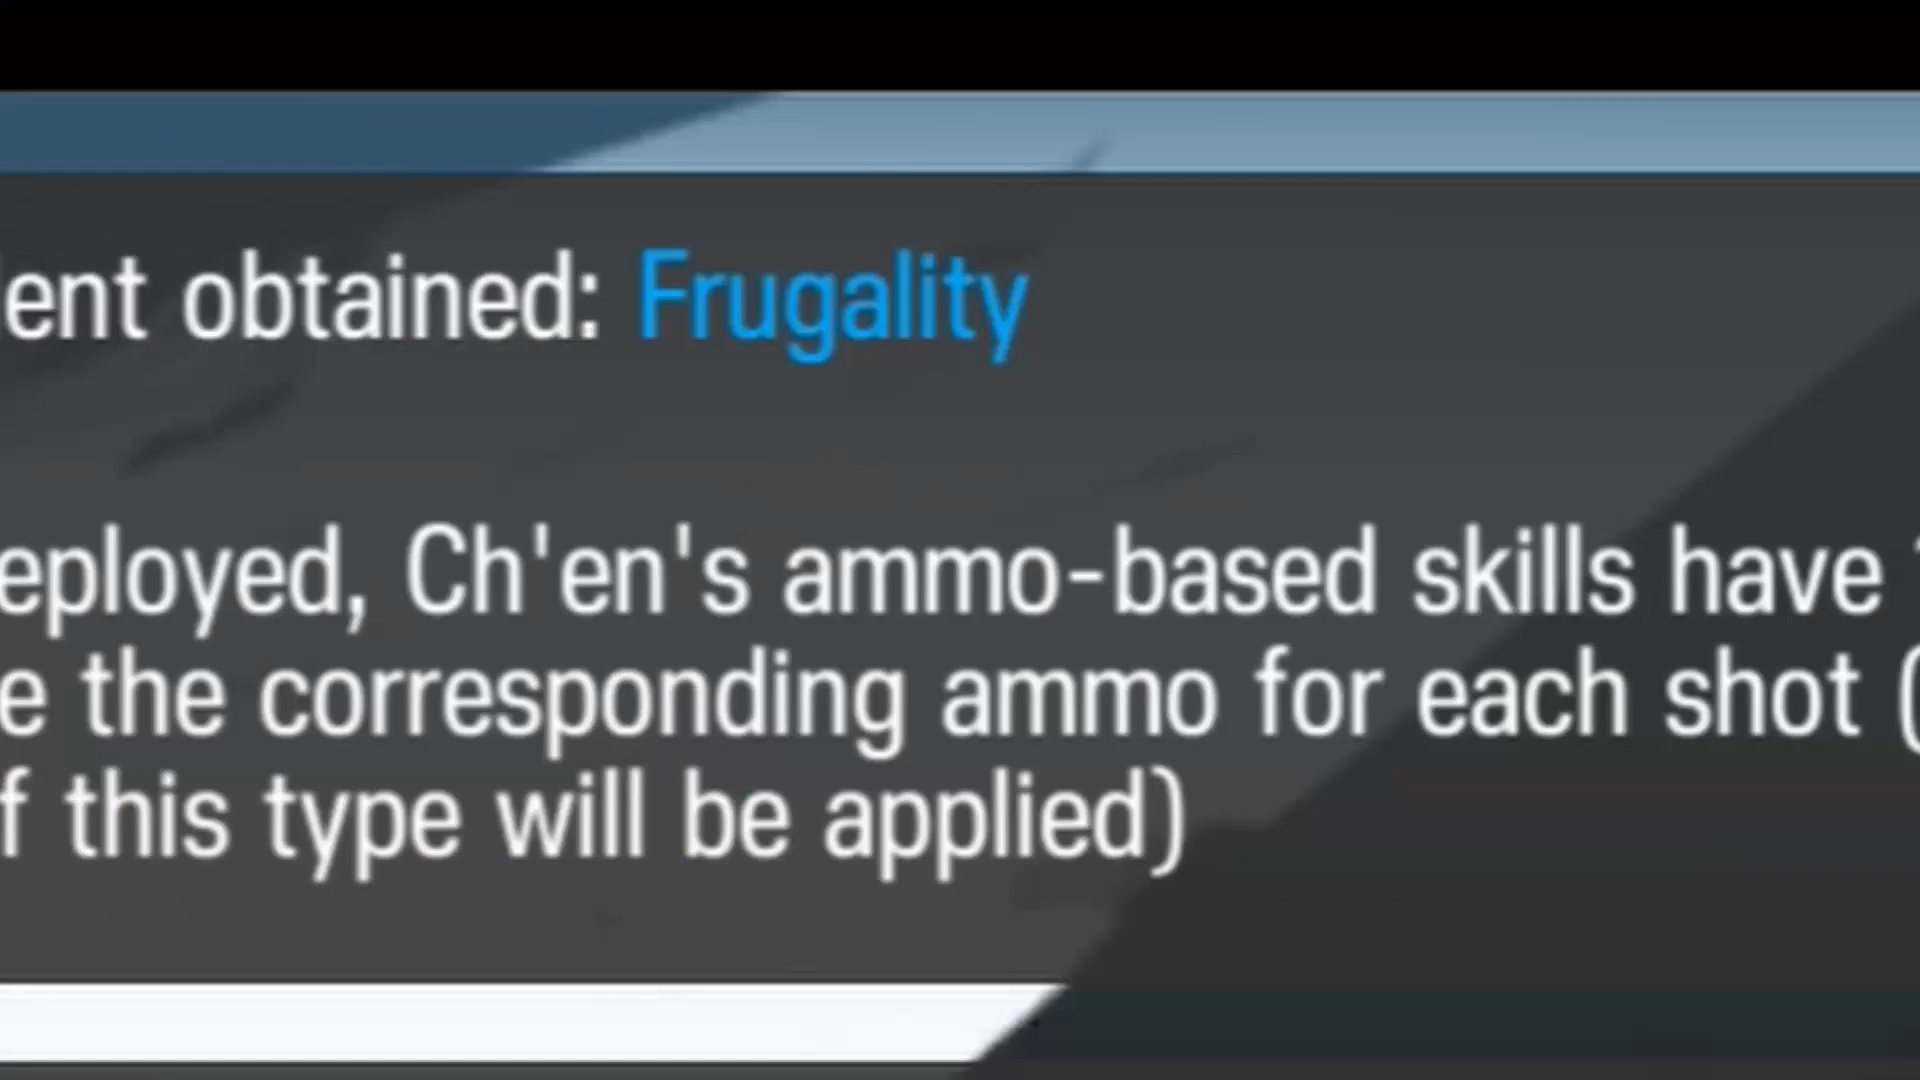 ent obtained: Frugality
eployed, Ch'en's ammo-based skills have
e the corresponding ammo for each shot (
f this type will be applied)